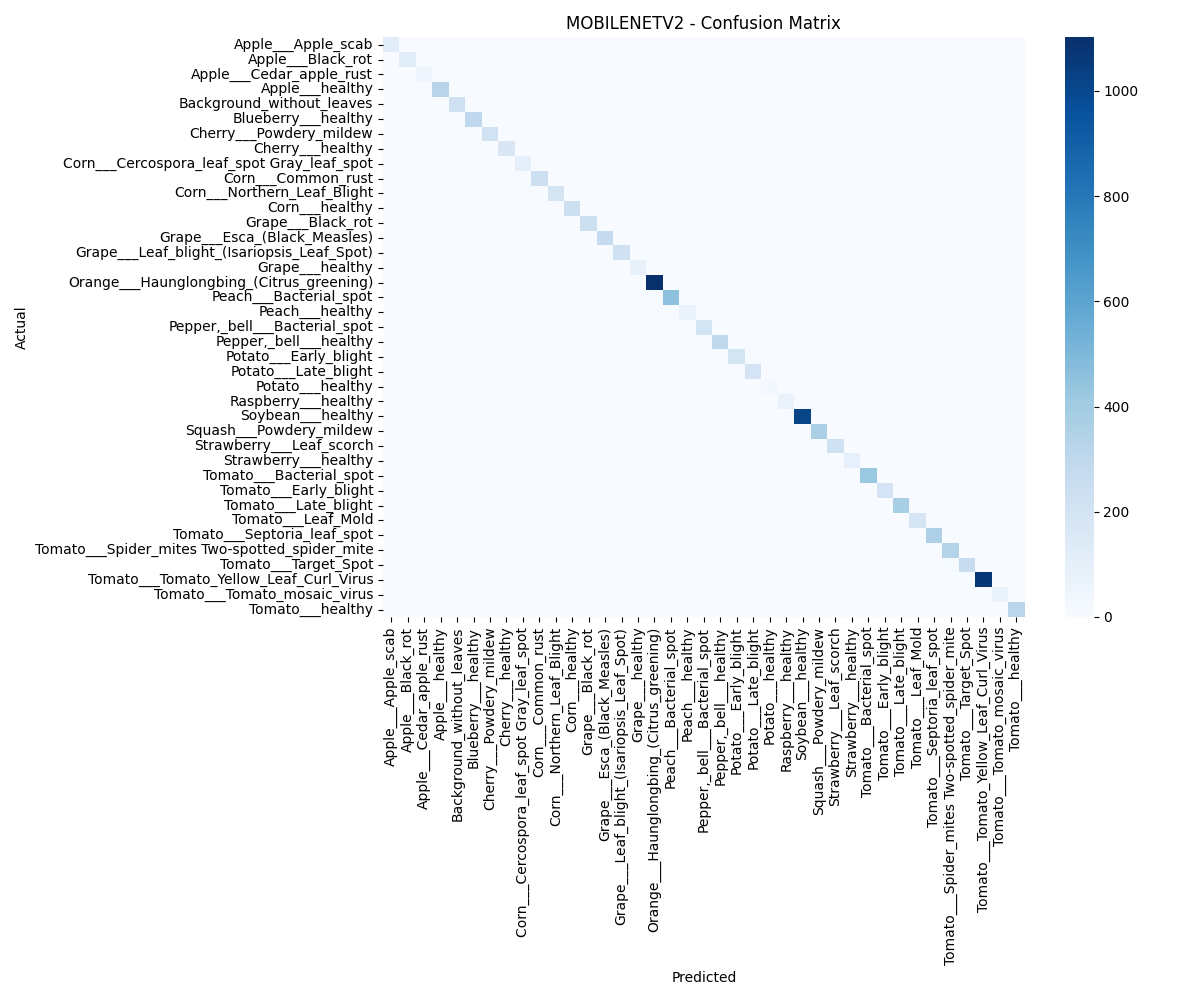 MOBILENETV2 - Confusion Matrix
Actual
Apple___Apple_scab
Apple___Black_rot
Apple___Cedar_apple_rust
Apple___healthy
Background_without_leaves
Blueberry___healthy
Cherry___Powdery_mildew
Cherry___healthy
Corn___Cercospora_leaf_spot Gray_leaf_spot
Corn___Common_rust
Corn___Northern_Leaf_Blight
Corn___healthy
Grape___Black_rot
Grape___Esca_(Black_Measles)
Grape___Leaf_blight_(Isariopsis_Leaf_Spot)
Grape___healthy
Orange___Haunglongbing_(Citrus_greening)
Peach___Bacterial_spot
Peach___healthy
Pepper,_bell___Bacterial_spot
Pepper,_bell___healthy
Potato___Early_blight
Potato___Late_blight
Potato___healthy
Raspberry___healthy
Soybean___healthy
Squash___Powdery_mildew
Strawberry___Leaf_scorch
Strawberry___healthy
Tomato___Bacterial_spot
Tomato___Early_blight
Tomato___Late_blight
Tomato___Leaf_Mold
Tomato___Septoria_leaf_spot
Tomato___Spider_mites Two-spotted_spider_mite
Tomato___Target_Spot
Tomato___Tomato_Yellow_Leaf_Curl_Virus
Tomato___Tomato_mosaic_virus
Tomato___healthy
Apple___Apple_scab
Apple___Black_rot
Apple___Cedar_apple_rust
Apple___healthy
Background_without_leaves
Blueberry___healthy
Cherry___Powdery_mildew
Cherry___healthy
Corn___Cercospora_leaf_spot Gray_leaf_spot
Corn___Common_rust
Corn___Northern_Leaf_Blight
Corn___healthy
Grape___Black_rot
Grape___Esca_(Black_Measles)
Grape___Leaf_blight_(Isariopsis_Leaf_Spot)
Grape___healthy
Orange___Haunglongbing_(Citrus_greening)
Peach___Bacterial_spot
Peach___healthy
Pepper,_bell___Bacterial_spot
Pepper,_bell___healthy
Potato___Early_blight
Potato___Late_blight
Potato___healthy
Raspberry___healthy
Soybean___healthy
Squash___Powdery_mildew
Strawberry___Leaf_scorch
Strawberry___healthy
Tomato___Bacterial_spot
Tomato___Early_blight
Tomato___Late_blight
Tomato___Leaf_Mold
Tomato___Septoria_leaf_spot
Tomato___Spider_mites Two-spotted_spider_mite
Tomato___Target_Spot
Tomato___Tomato_Yellow_Leaf_Curl_Virus
Tomato___Tomato_mosaic_virus
Tomato___healthy
Predicted
1000
800
600
400
200
0